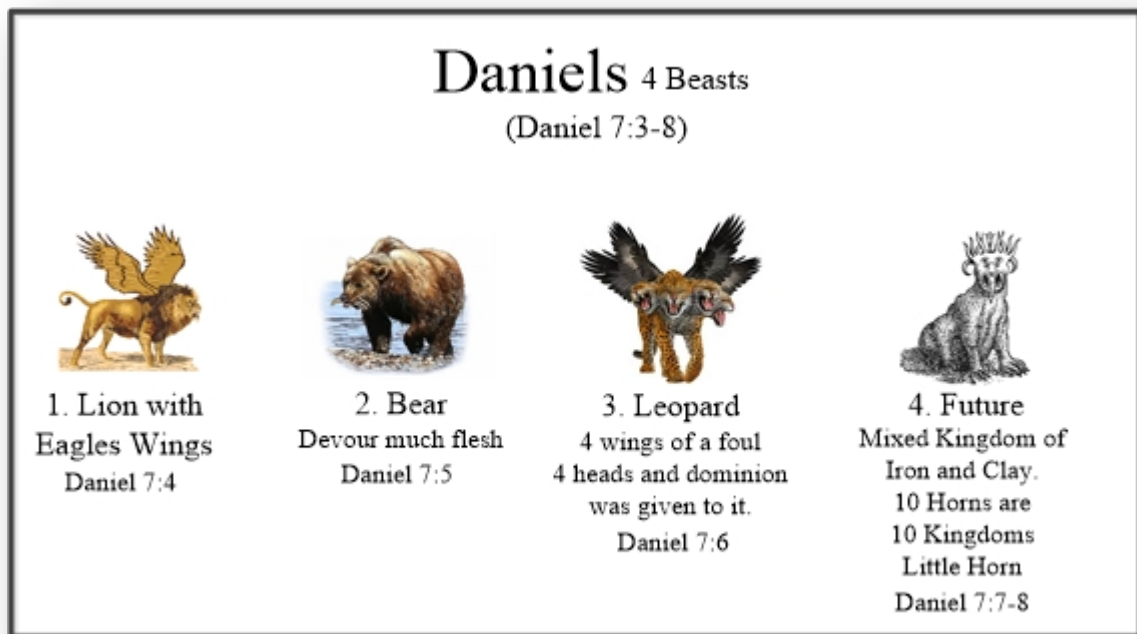 Daniels 4 Beasts
(Daniel 7:3-8)
1. Lion with
Eagles Wings
Daniel 7:4
2. Bear
Devour much flesh
Daniel 7:5
3. Leopard
4 wings of a foul
4 heads and dominion
was given to it.
Daniel 7:6
4. Future
Mixed Kingdom of
Iron and Clay.
10 Horns are
10 Kingdoms
Little Horn
Daniel 7:7-8